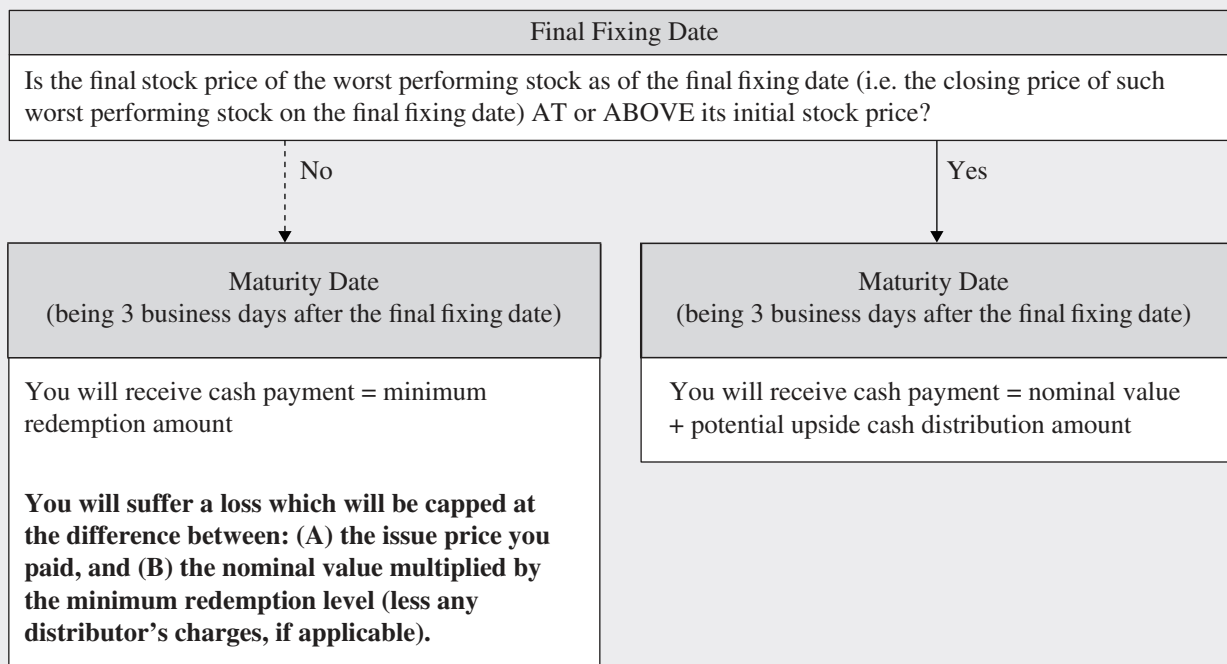 Final Fixing Date
Is the final stock price of the worst performing stock as of the final fixing date (i.e. the closing price of such
worst performing stock on the final fixing date) AT or ABOVE its initial stock price?
No
Yes
Maturity Date
(being 3 business days after the final fixing date)
You will receive cash payment = minimum
redemption amount
You will suffer a loss which will be capped at
the difference between: (A) the issue price you
paid, and (B) the nominal value multiplied by
the minimum redemption level (less any
distributor’s charges, if applicable).
Maturity Date
(being 3 business days after the final fixing date)
You will receive cash payment = nominal value
+ potential upside cash distribution amount